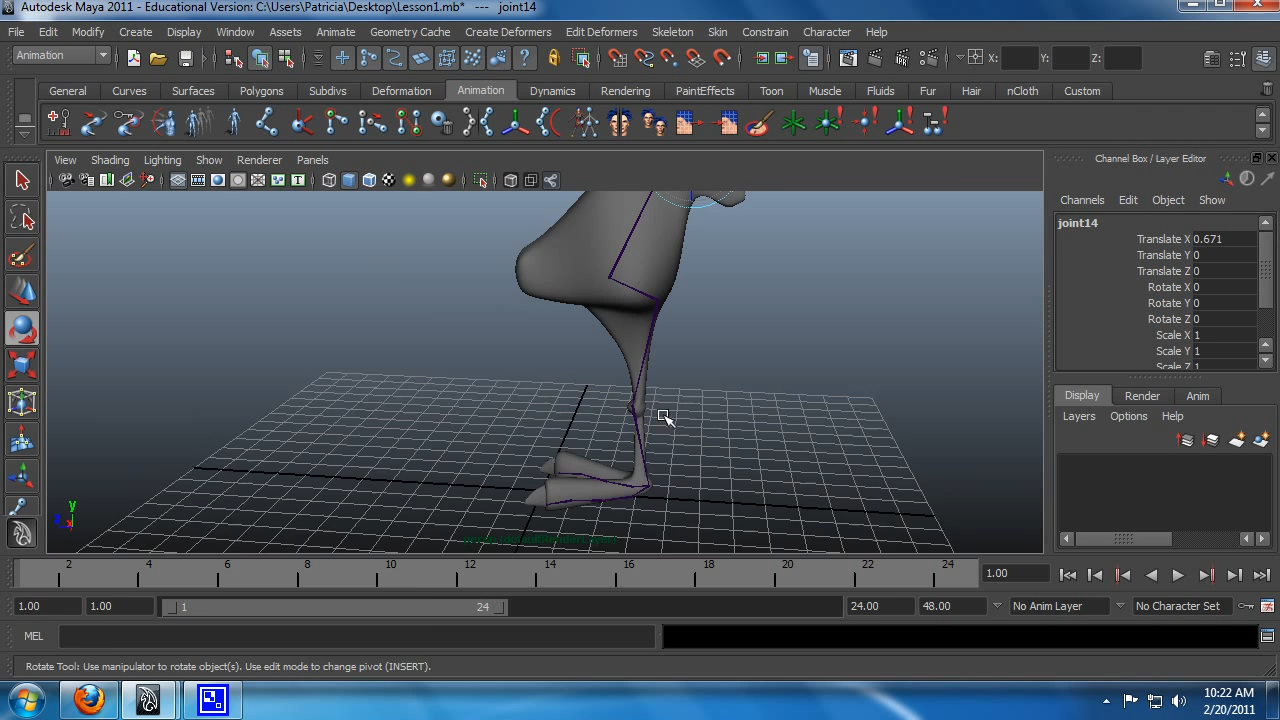 Autodesk Maya 2011 - Educational Version: C:\Users\Patricia\Desktop\Lesson1.mb* --- joint14
File Edit Modify Create Display Window Assets Animate Geometry Cache Create Deformers Edit Deformers Skeleton Skin Constrain Character Help
Animation X: Y: Z:
General Curves Surfaces Polygons Subdivs Deformation Animation Dynamics Rendering PaintEffects Toon Muscle Fluids Fur Hair nCloth Custom
View Shading Lighting Show Renderer Panels
Channel Box / Layer Editor
Channels Edit Object Show
joint14
Translate X 0.671
Translate Y 0
Translate Z 0
Rotate X 0
Rotate Y 0
Rotate Z 0
Scale X 1
Scale Y 1
Scale Z 1
Display Render Anim
Layers Options Help
y
x
2 4 6 8 10 12 14 16 18 20 22 24
1.00
1.00 1.00 1 24 24.00 48.00 No Anim Layer No Character Set
MEL
Rotate Tool: Use manipulator to rotate object(s). Use edit mode to change pivot (INSERT).
10:22 AM
2/20/2011